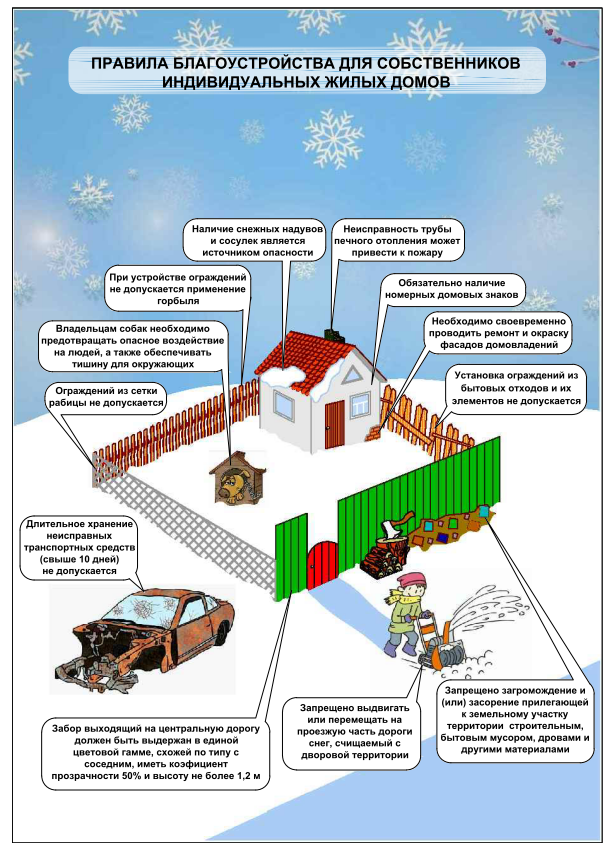 ПРАВИЛА БЛАГОУСТРОЙСТВА ДЛЯ СОБСТВЕННИКОВ
ИНДИВИДУАЛЬНЫХ ЖИЛЫХ ДОМОВ
Наличие снежных надувов
и сосулек является
источником опасности
Неисправность трубы
печного отопления может
привести к пожару
При устройстве ограждений
не допускается применение
горбыля
Обязательно наличие
номерных домовых знаков
Владельцам собак необходимо
предотвращать опасное воздействие
на людей, а также обеспечивать
тишину для окружающих
Необходимо своевременно
проводить ремонт и окраску
фасадов домовладений
Ограждений из сетки
рабицы не допускается
Установка ограждений из
бытовых отходов и их
элементов не допускается
Длительное хранение
неисправных
транспортных средств
(свыше 10 дней)
не допускается
Забор выходящий на центральную дорогу
должен быть выдержан в единой
цветовой гамме, схожей по типу с
соседним, иметь коэфициент
прозрачности 50% и высоту не более 1,2 м
Запрещено выдвигать
или перемещать на
проезжую часть дороги
снег, счищаемый с
дворовой территории
Запрещено загромождение и
(или) засорение прилегающей
к земельному участку
территории строительным,
бытовым мусором, дровами и
другими материалами